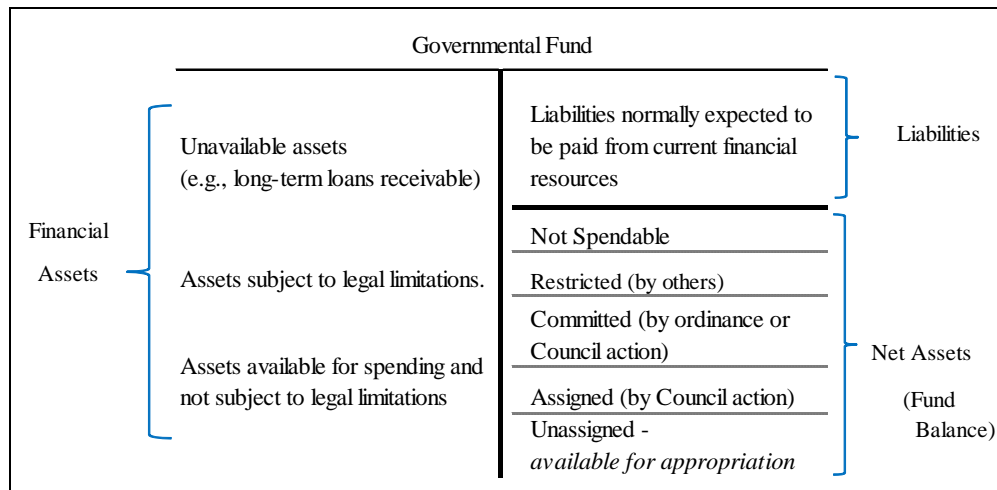 Governmental Fund
Financial
Assets
Unavailable assets
(e.g., long-term loans receivable)
Assets subject to legal limitations.
Assets available for spending and
not subject to legal limitations
Liabilities normally expected to
be paid from current financial
resources
Liabilities
Not Spendable
Restricted (by others)
Committed (by ordinance or
Council action)
Assigned (by Council action)
Unassigned -
available for appropriation
Net Assets
(Fund
Balance)